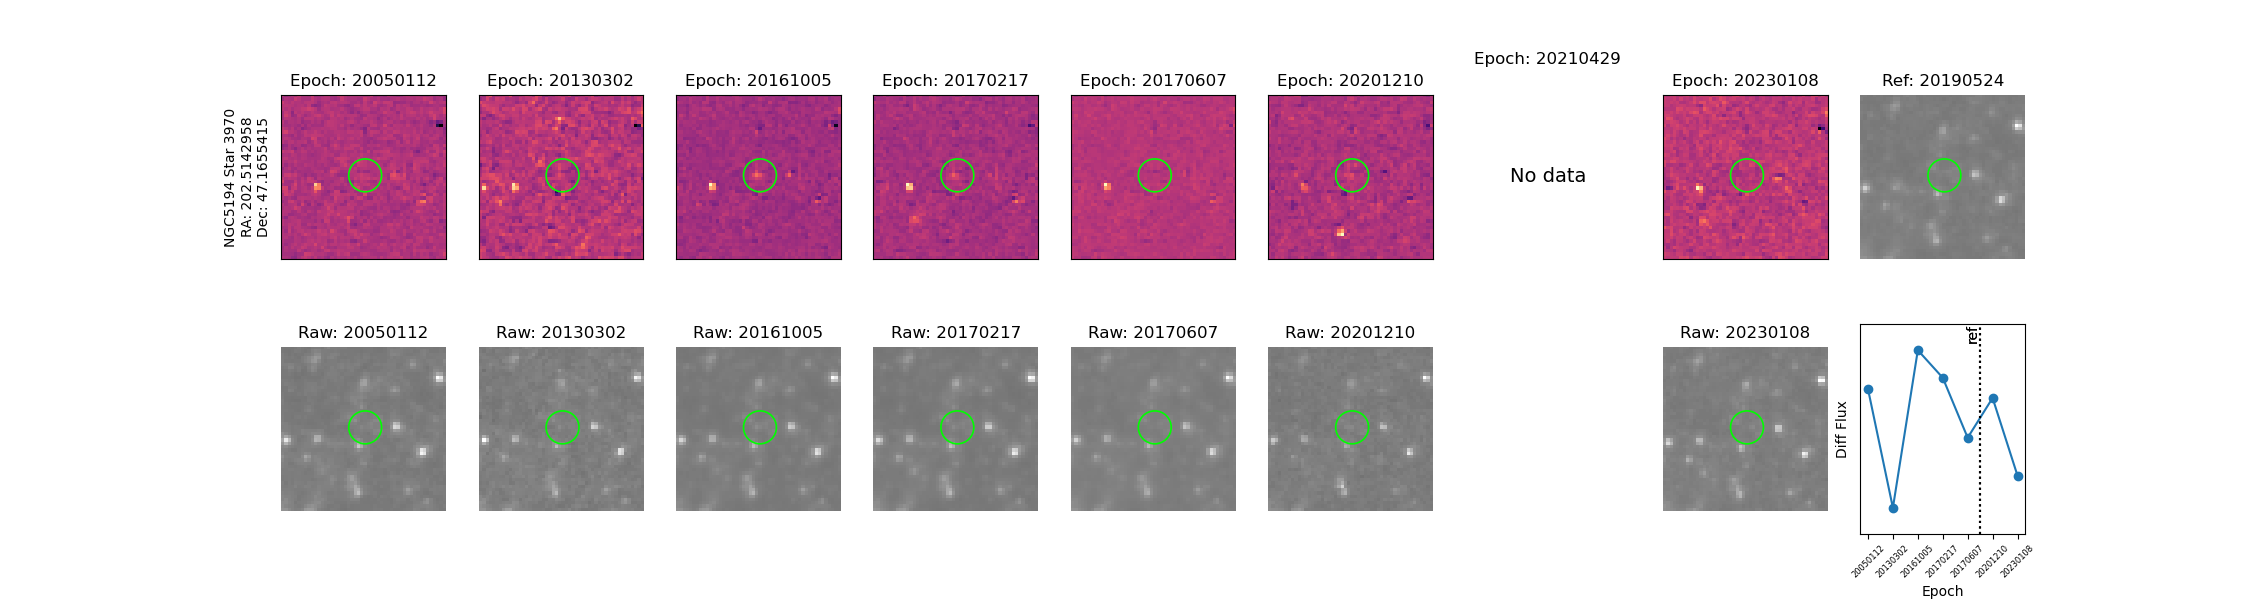 Epoch: 20210429
Epoch: 20050112
Epoch: 20130302
Epoch: 20161005
Epoch: 20170217
Epoch: 20170607
Epoch: 20201210
Epoch: 20230108
Ref: 20190524
NGC5194 Star 3970
RA: 202.5142958
Dec: 47.1655415
No data
Raw: 20050112
Raw: 20130302
Raw: 20161005
Raw: 20170217
Raw: 20170607
Raw: 20201210
Raw: 20230108
ref
Diff Flux
20050112
20130302
20161005
20170217
20170607
20201210
20230108
Epoch